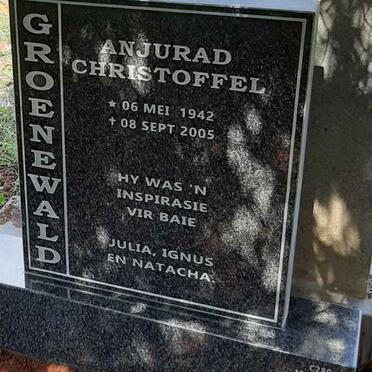 GROENEWALD
ANJURAD
CHRISTOFFEL
★ 06 MEI 1942
✝ 08 SEPT 2005
HY WAS 'N
INSPIRASIE
VIR BAIE
JULIA, IGNUS
EN NATACHA.